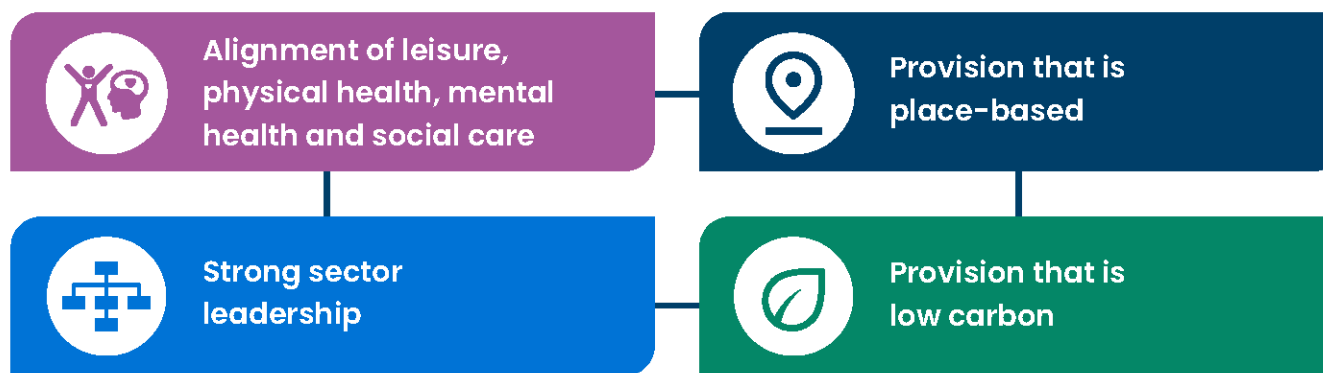 Alignment of leisure,
physical health, mental
health and social care
Provision that is
place-based
Strong sector
leadership
Provision that is
low carbon